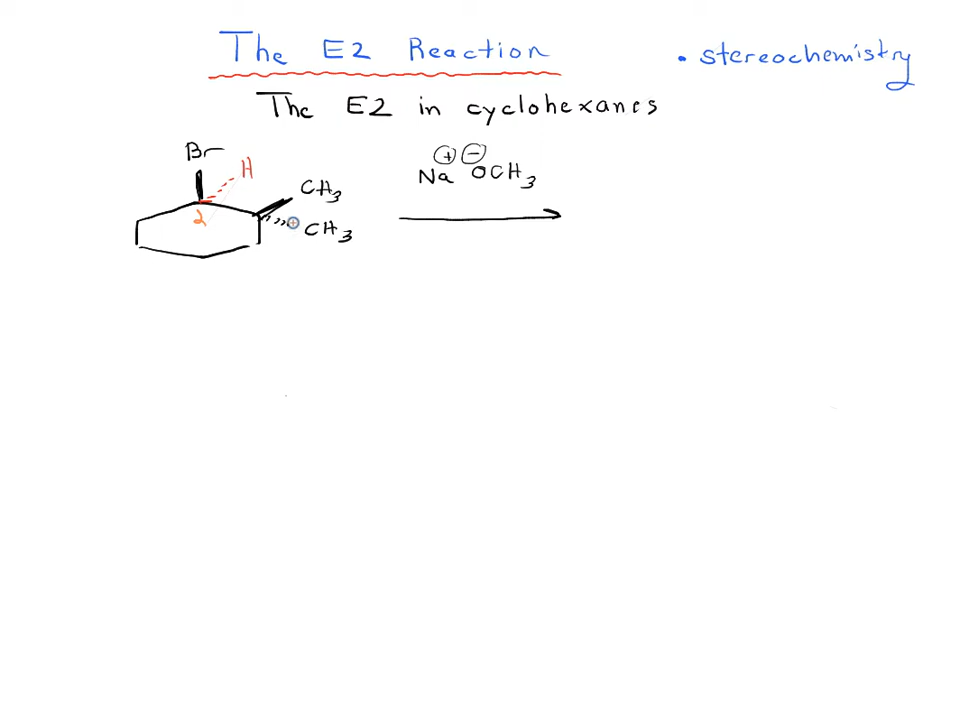 The E2 Reaction
• stereochemistry
The E2 in cyclohexanes
Br
H
CH3
2
CH3
+ −
Na OCH3